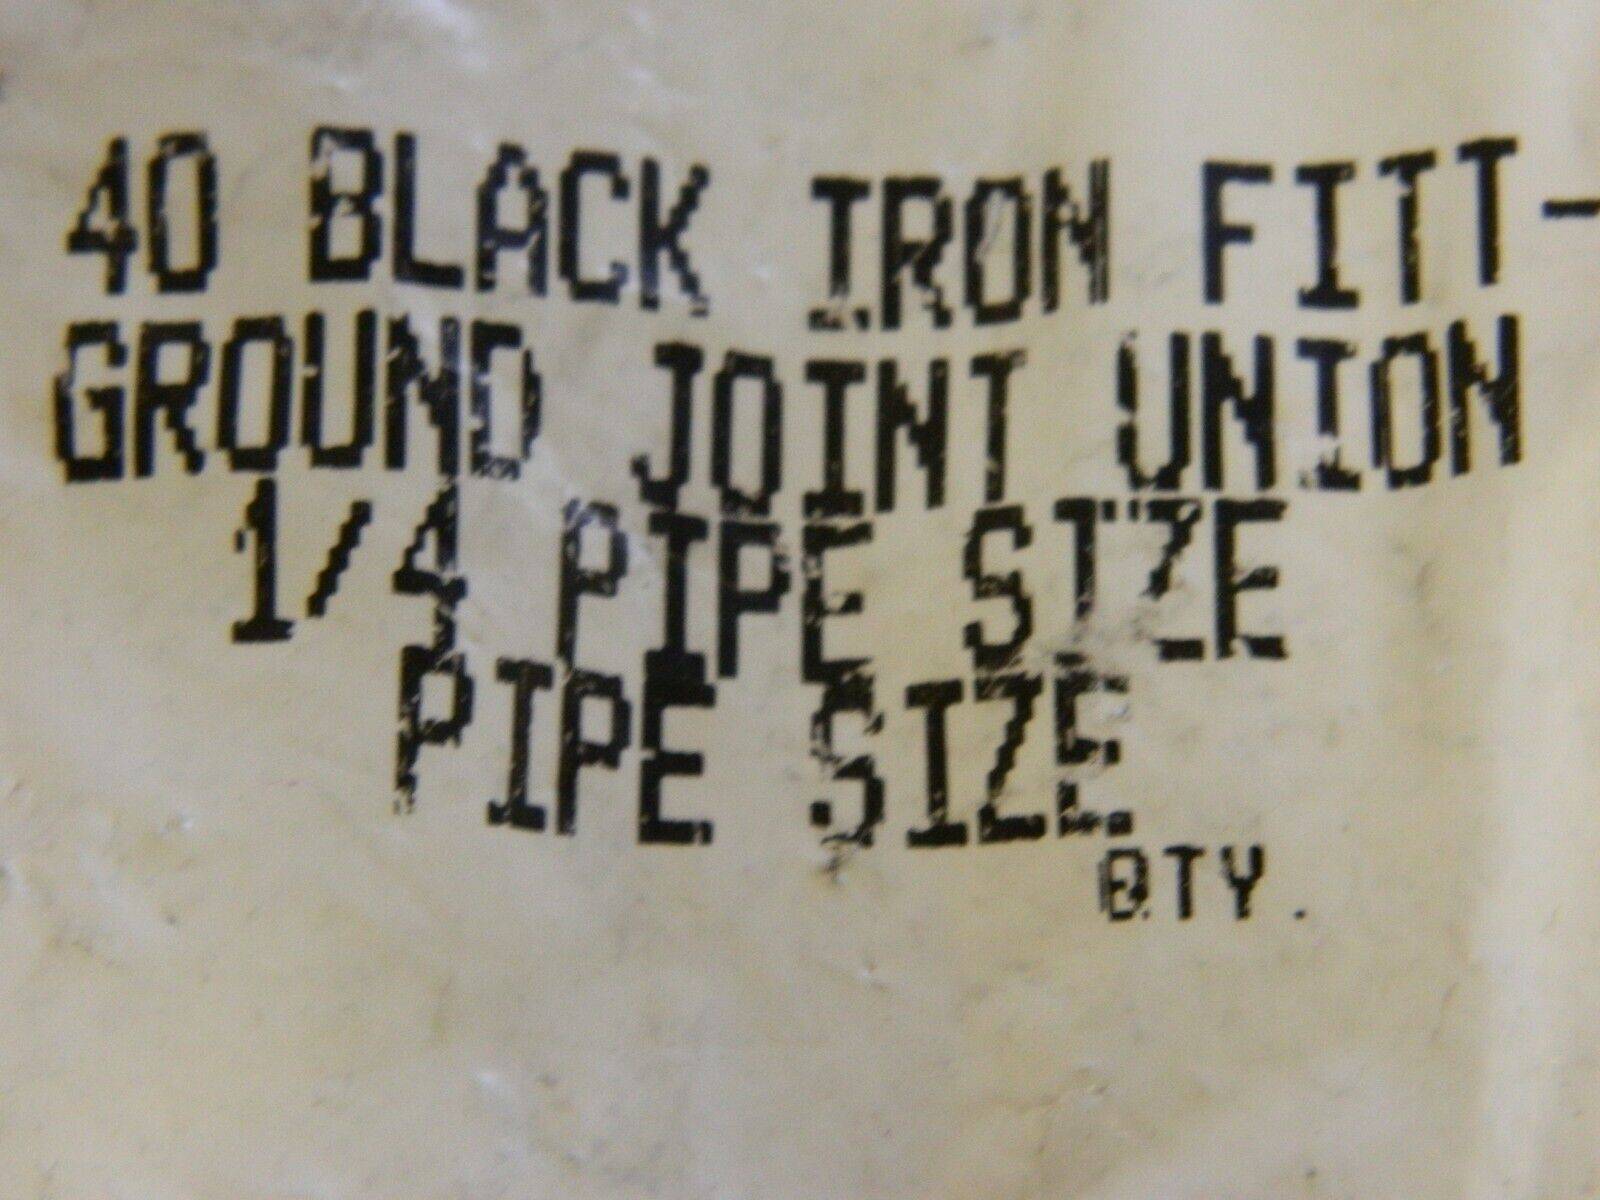 40 BLACK IRON FITT-
GROUND JOINT UNION
1/4 PIPE SIZE
PIPE SIZE
QTY.